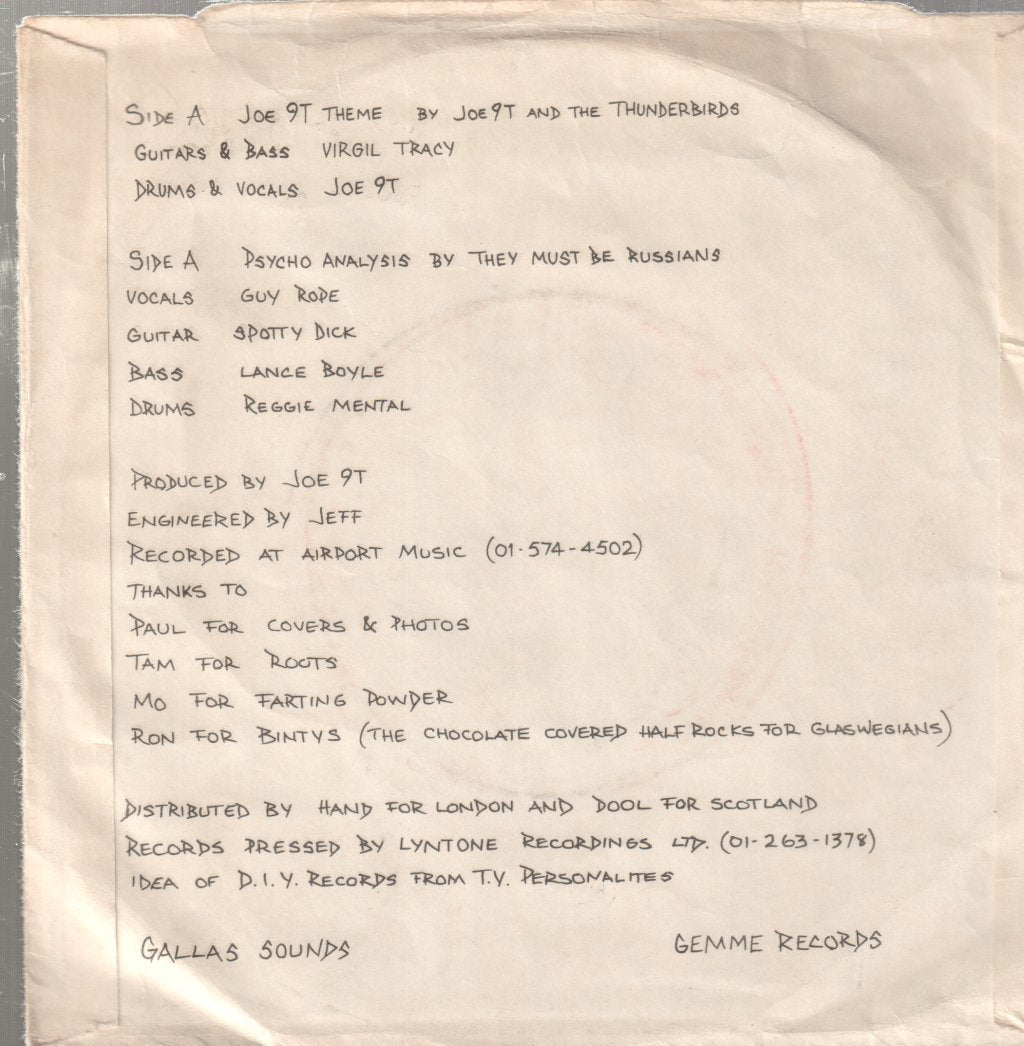 SIDE A JOE 9T THEME BY JOE 9T AND THE THUNDERBIRDS
GUITARS & BASS VIRGIL TRACY
DRUMS & VOCALS JOE 9T
SIDE A PSYCHO ANALYSIS BY THEY MUST BE RUSSIANS
VOCALS GUY ROPE
GUITAR SPOTTY DICK
BASS LANCE BOYLE
DRUMS REGGIE MENTAL
PRODUCED BY JOE 9T
ENGINEERED BY JEFF
RECORDED AT AIRPORT MUSIC (01-574-4502)
THANKS TO
PAUL FOR COVERS & PHOTOS
TAM FOR ROOTS
MO FOR FARTING POWDER
RON FOR BINTYS (THE CHOCOLATE COVERED HALF ROCKS FOR GLASWEGIANS)
DISTRIBUTED BY HAND FOR LONDON AND DOOL FOR SCOTLAND
RECORDS PRESSED BY LYNTONE RECORDINGS LTD. (01-263-1378)
IDEA OF D.I.Y. RECORDS FROM T.V. PERSONALITES
GALLAS SOUNDS GEMME RECORDS